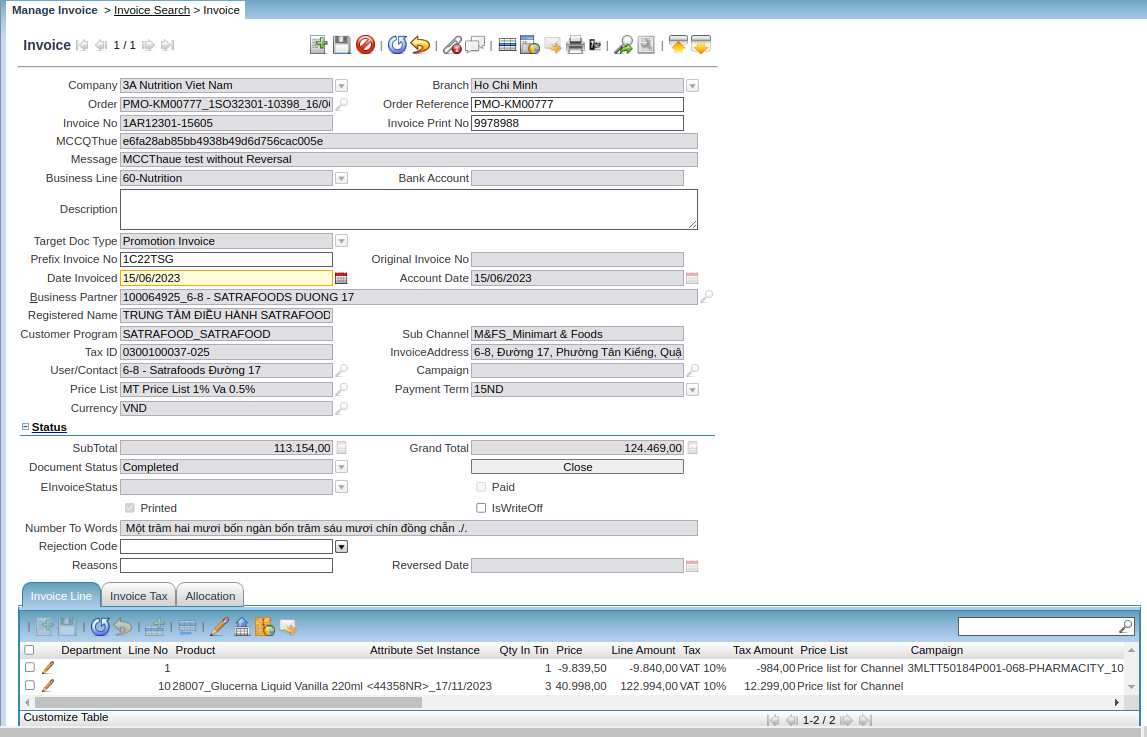 Manage Invoice > Invoice Search > Invoice
Invoice 1 / 1
Company 3A Nutrition Viet Nam Branch Ho Chi Minh
Order PMO-KM00777_1SO32301-10398_16/0 Order Reference PMO-KM00777
Invoice No 1AR12301-15605 Invoice Print No 9978988
MCCQThue e6fa28ab85bb4938b49d6d756cac005e
Message MCCThaue test without Reversal
Business Line 60-Nutrition Bank Account
Description
Target Doc Type Promotion Invoice
Prefix Invoice No 1C22TSG Original Invoice No
Date Invoiced 15/06/2023 Account Date 15/06/2023
Business Partner 100064925_6-8 - SATRAFOODS DUONG 17
Registered Name TRUNG TÂM ĐIỀU HÀNH SATRAFOOD
Customer Program SATRAFOOD_SATRAFOOD Sub Channel M&FS_Minimart & Foods
Tax ID 0300100037-025 InvoiceAddress 6-8, Đường 17, Phường Tân Kiểng, Quậ
User/Contact 6-8 - Satrafoods Đường 17 Campaign
Price List MT Price List 1% Va 0.5% Payment Term 15ND
Currency VND
Status
SubTotal 113.154,00 Grand Total 124.469,00
Document Status Completed Close
EInvoiceStatus Paid
Printed IsWriteOff
Number To Words Một trăm hai mươi bốn ngàn bốn trăm sáu mươi chín đồng chẵn ./.
Rejection Code
Reasons Reversed Date
Invoice Line Invoice Tax Allocation
Department Line No Product Attribute Set Instance Qty In Tin Price Line Amount Tax Tax Amount Price List Campaign
1 1 -9.839,50 -9.840,00 VAT 10% -984,00 Price list for Channel 3MLTT50184P001-068-PHARMACITY_10
10 28007_Glucerna Liquid Vanilla 220ml <44358NR>_17/11/2023 3 40.998,00 122.994,00 VAT 10% 12.299,00 Price list for Channel
Customize Table 1-2 / 2